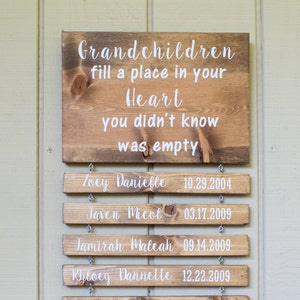 Grandchildren
fill a place in your
Heart
you didn't know
was empty
Zoey Danielle 10.29.2004
Javen Micol 03.17.2009
Jamirah Maleah 09.14.2009
Khloey Dannette 12.22.2009